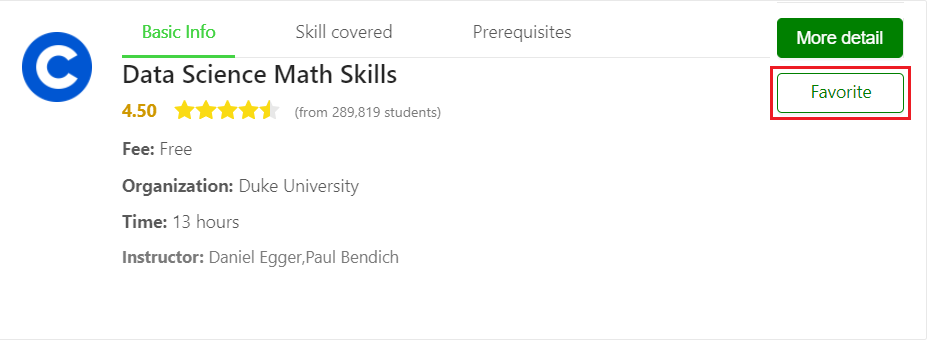 Basic Info Skill covered Prerequisites
More detail
Data Science Math Skills
Favorite
4.50 (from 289,819 students)
Fee: Free
Organization: Duke University
Time: 13 hours
Instructor: Daniel Egger,Paul Bendich
C